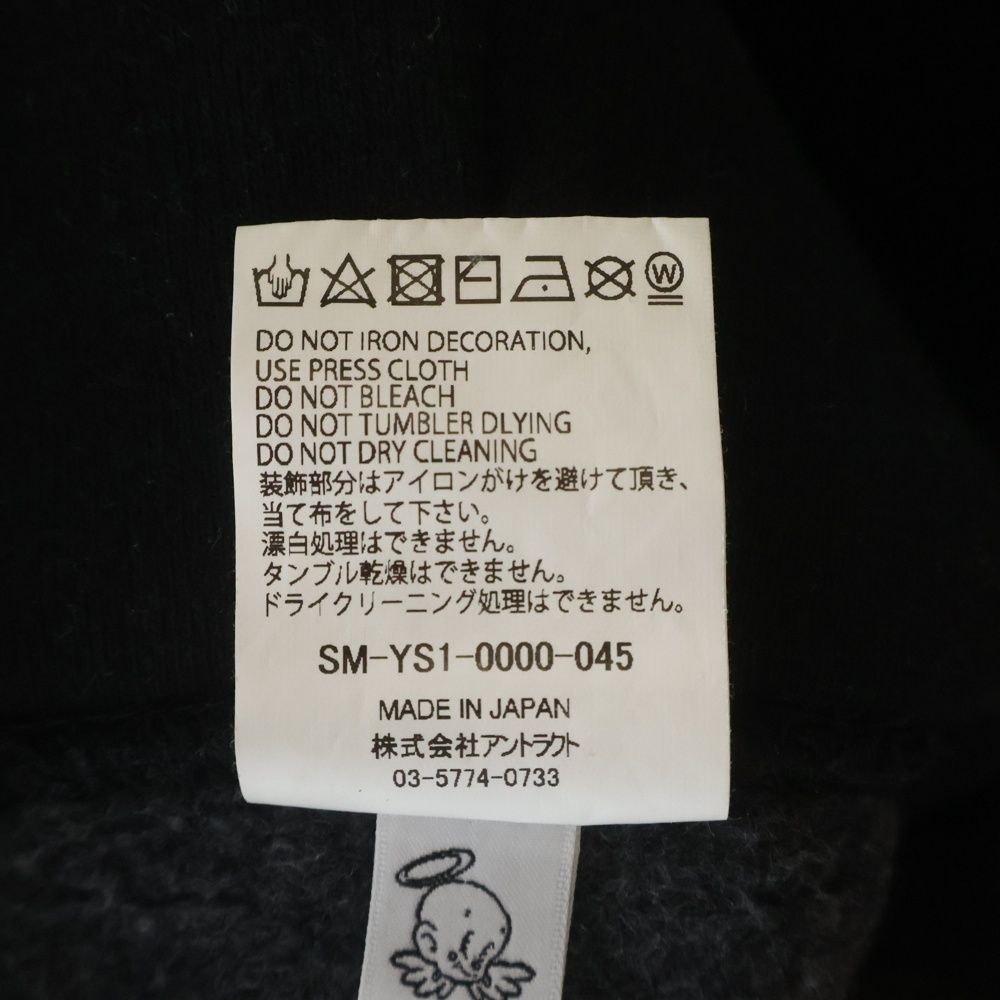 W
DO NOT IRON DECORATION,
USE PRESS CLOTH
DO NOT BLEACH
DO NOT TUMBLER DLYING
DO NOT DRY CLEANING
装飾部分はアイロンがけを避けて頂き、
当て布をして下さい。
漂白処理はできません。
タンブル乾燥はできません。
ドライクリーニング処理はできません。
SM-YS1-0000-045
MADE IN JAPAN
株式会社アントラクト
03-5774-0733